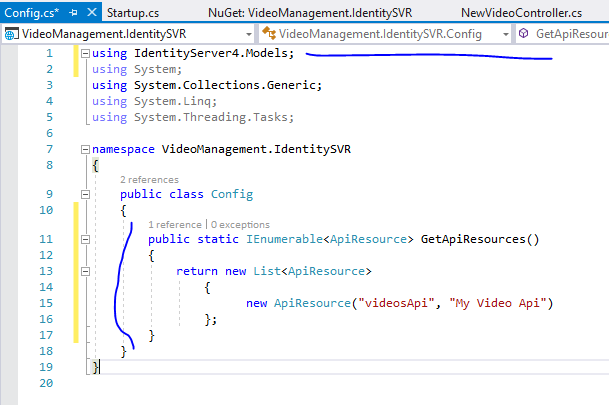 Config.cs* Startup.cs NuGet: VideoManagement.IdentitySVR NewVideoController.cs
VideoManagement.IdentitySVR VideoManagement.IdentitySVR.Config GetApiResour
1 using IdentityServer4.Models;
2 using System;
3 using System.Collections.Generic;
4 using System.Linq;
5 using System.Threading.Tasks;
6
7 namespace VideoManagement.IdentitySVR
8 {
2 references
9 public class Config
10 {
1 reference | 0 exceptions
11 public static IEnumerable<ApiResource> GetApiResources()
12 {
13 return new List<ApiResource>
14 {
15 new ApiResource("videosApi", "My Video Api")
16 };
17 }
18 }
19 }
20